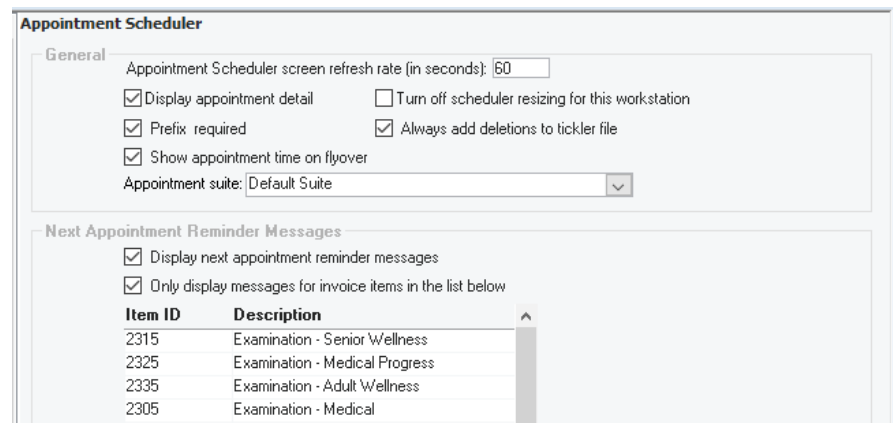 Appointment Scheduler
General
Appointment Scheduler screen refresh rate (in seconds): 60
Display appointment detail Turn off scheduler resizing for this workstation
Prefix required Always add deletions to tickler file
Show appointment time on flyover
Appointment suite: Default Suite
Next Appointment Reminder Messages
Display next appointment reminder messages
Only display messages for invoice items in the list below
Item ID Description
2315 Examination - Senior Wellness
2325 Examination - Medical Progress
2335 Examination - Adult Wellness
2305 Examination - Medical